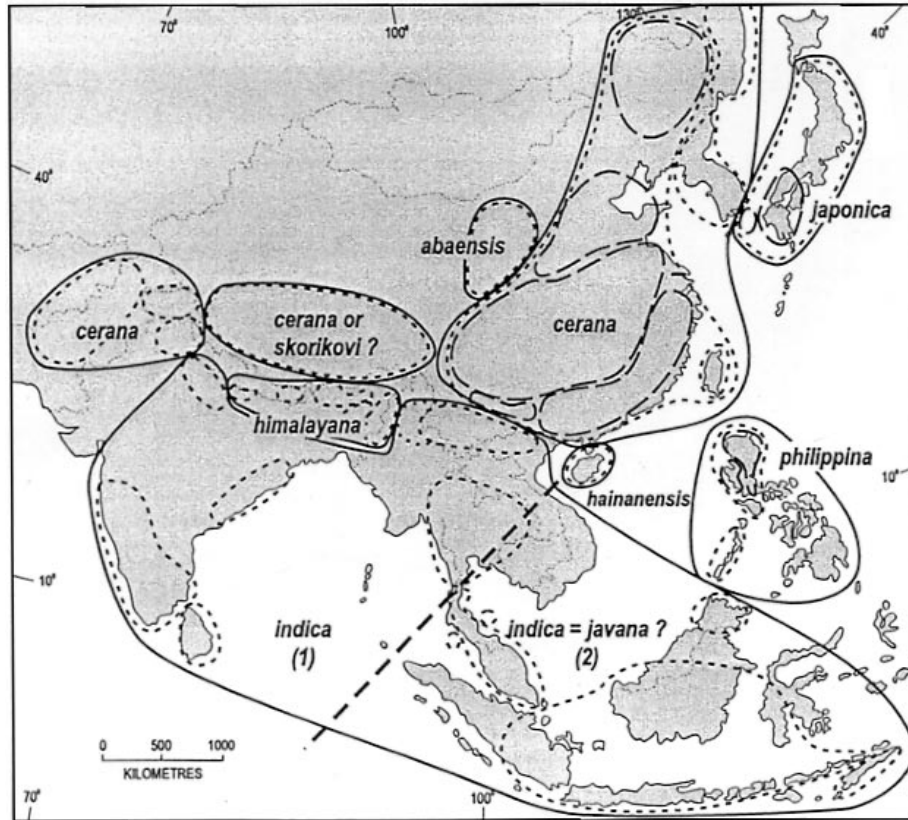 70°
100°
130°
40°
40°
japonica
abaensis
cerana
cerana or
skorikovi ?
cerana
himalayana
philippina
10°
hainanensis
10°
indica
(1)
indica = javana ?
(2)
0 500 1000
KILOMETRES
70°
100°